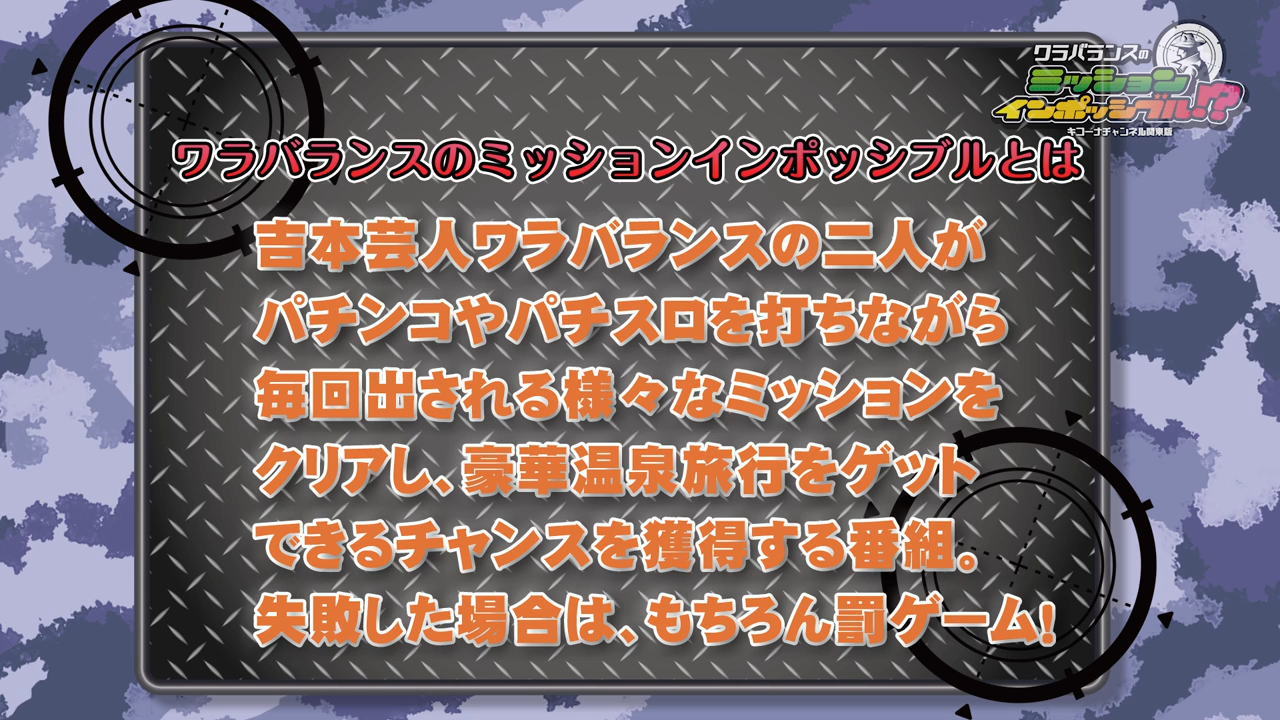 ワラバランスの
ミッション
インポッシブル!?
キコーナチャンネル関東版
ワラバランスのミッションインポッシブルとは
吉本芸人ワラバランスの二人が
パチンコやパチスロを打ちながら
毎回出される様々なミッションを
クリアし、豪華温泉旅行をゲット
できるチャンスを獲得する番組。
失敗した場合は、もちろん罰ゲーム!